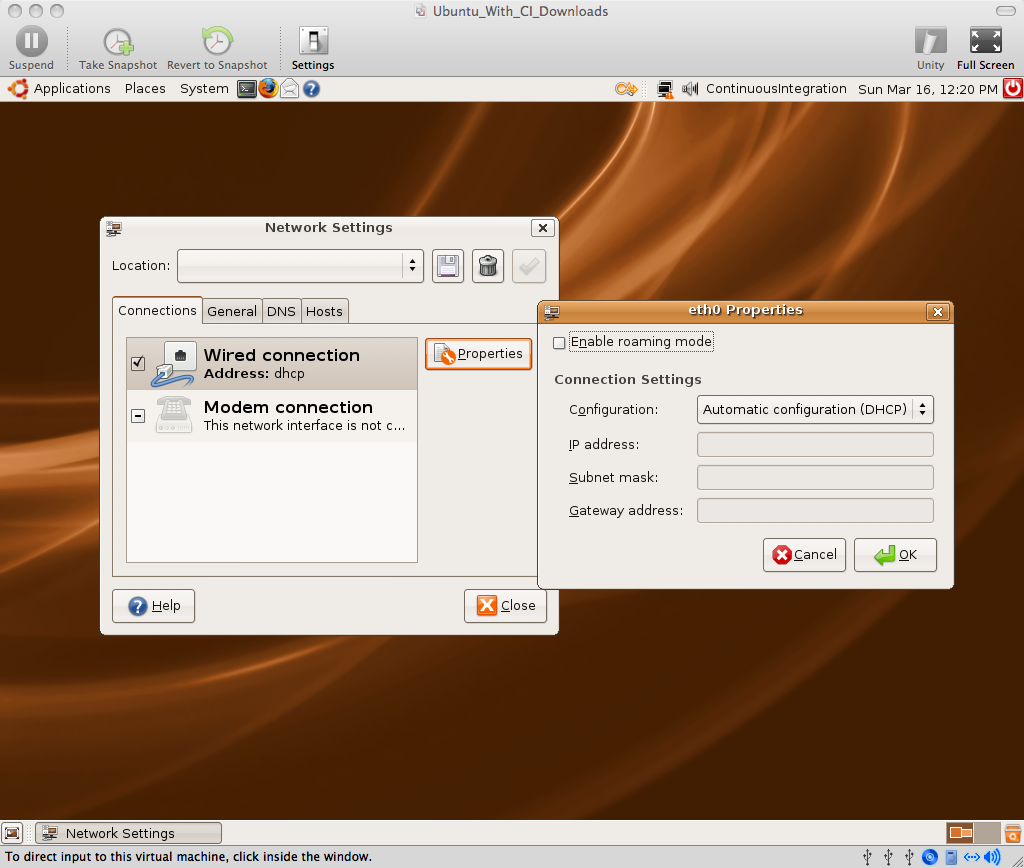 Ubuntu_With_CI_Downloads
Suspend
Take Snapshot
Revert to Snapshot
Settings
Unity
Full Screen
Applications Places System
ContinuousIntegration Sun Mar 16, 12:20 PM
Network Settings
Location:
Connections General DNS Hosts
Wired connection
Address: dhcp
Modem connection
This network interface is not c...
Properties
Help
Close
eth0 Properties
Enable roaming mode
Connection Settings
Configuration: Automatic configuration (DHCP)
IP address:
Subnet mask:
Gateway address:
Cancel
OK
Network Settings
To direct input to this virtual machine, click inside the window.